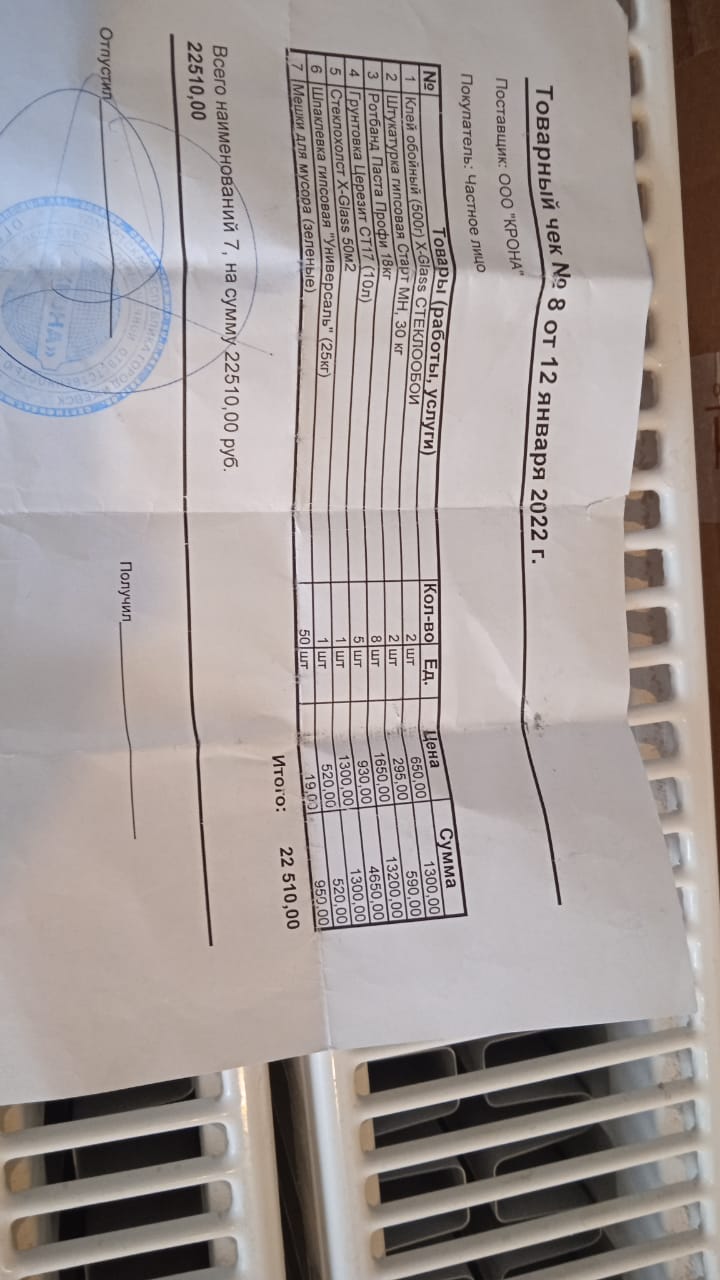 Товарный чек № 8 от 12 января 2022 г.
Поставщик: ООО "КРОНА"
Покупатель: Частное лицо
№ Товары (работы, услуги) Кол-во Ед. Цена Сумма
1 Клей обойный (500г) X-Glass СТЕКЛООБОИ 2 шт 650,00 1300,00
2 Штукатурка гипсовая Старт МН, 30 кг 2 шт 295,00 590,00
3 Ротбанд Паста Профи 18кг 8 шт 1650,00 13200,00
4 Грунтовка Церезит СТ17 (10л) 5 шт 930,00 4650,00
5 Стеклохолст X-Glass 50м2 1 шт 1300,00 1300,00
6 Шпаклевка гипсовая "Универсаль" (25кг) 1 шт 520,00 520,00
7 Мешки для мусора (зеленые) 50 шт 19,00 950,00
Итого: 22 510,00
Всего наименований 7, на сумму 22510,00 руб.
22510,00
Отпустил Получил